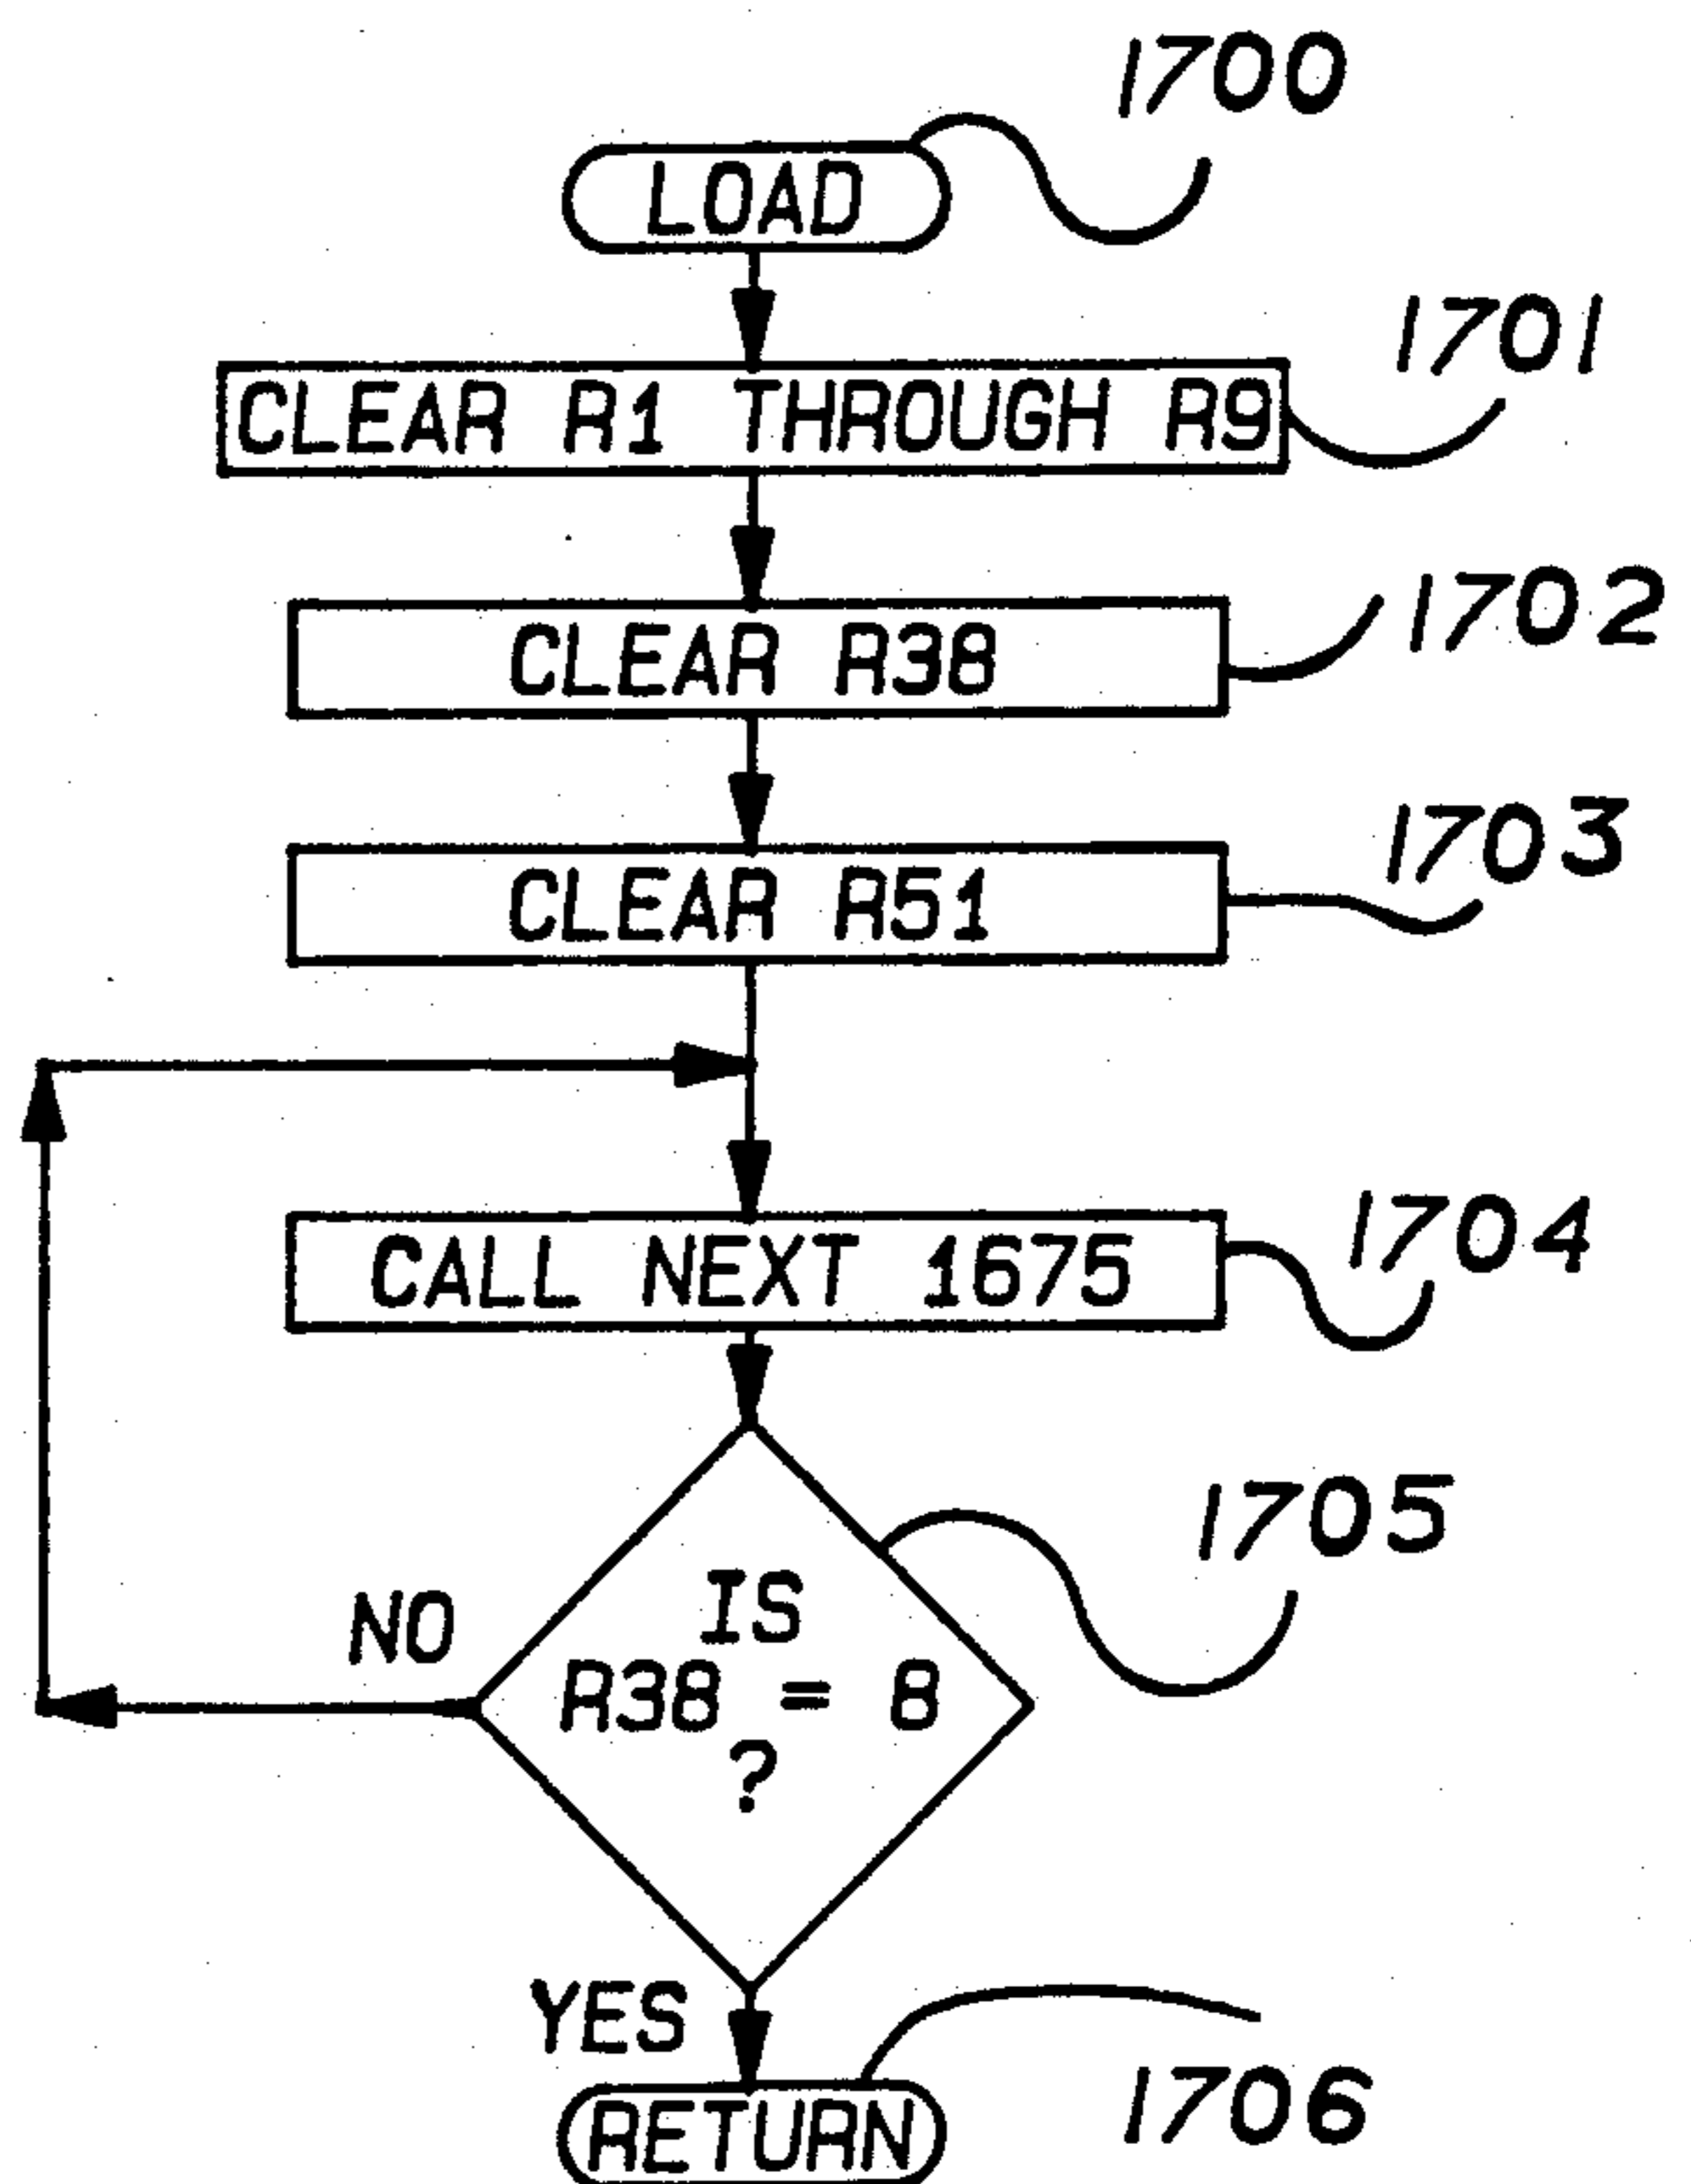 1700
LOAD
1701
CLEAR R1 THROUGH R9
1702
CLEAR R38
1703
CLEAR R51
1704
CALL NEXT 1675
1705
IS
R38 = 8
?
NO
YES
1706
RETURN